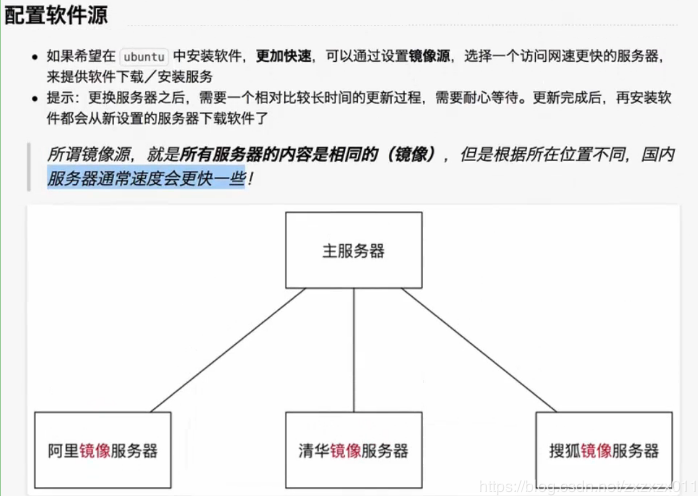 配置软件源
如果希望在 ubuntu 中安装软件，更加快速，可以通过设置镜像源，选择一个访问网速更快的服务器，
来提供软件下载／安装服务
提示：更换服务器之后，需要一个相对比较长时间的更新过程，需要耐心等待。更新完成后，再安装软
件都会从新设置的服务器下载软件了
所谓镜像源，就是所有服务器的内容是相同的（镜像），但是根据所在位置不同，国内
服务器通常速度会更快一些！
主服务器
阿里镜像服务器
清华镜像服务器
搜狐镜像服务器